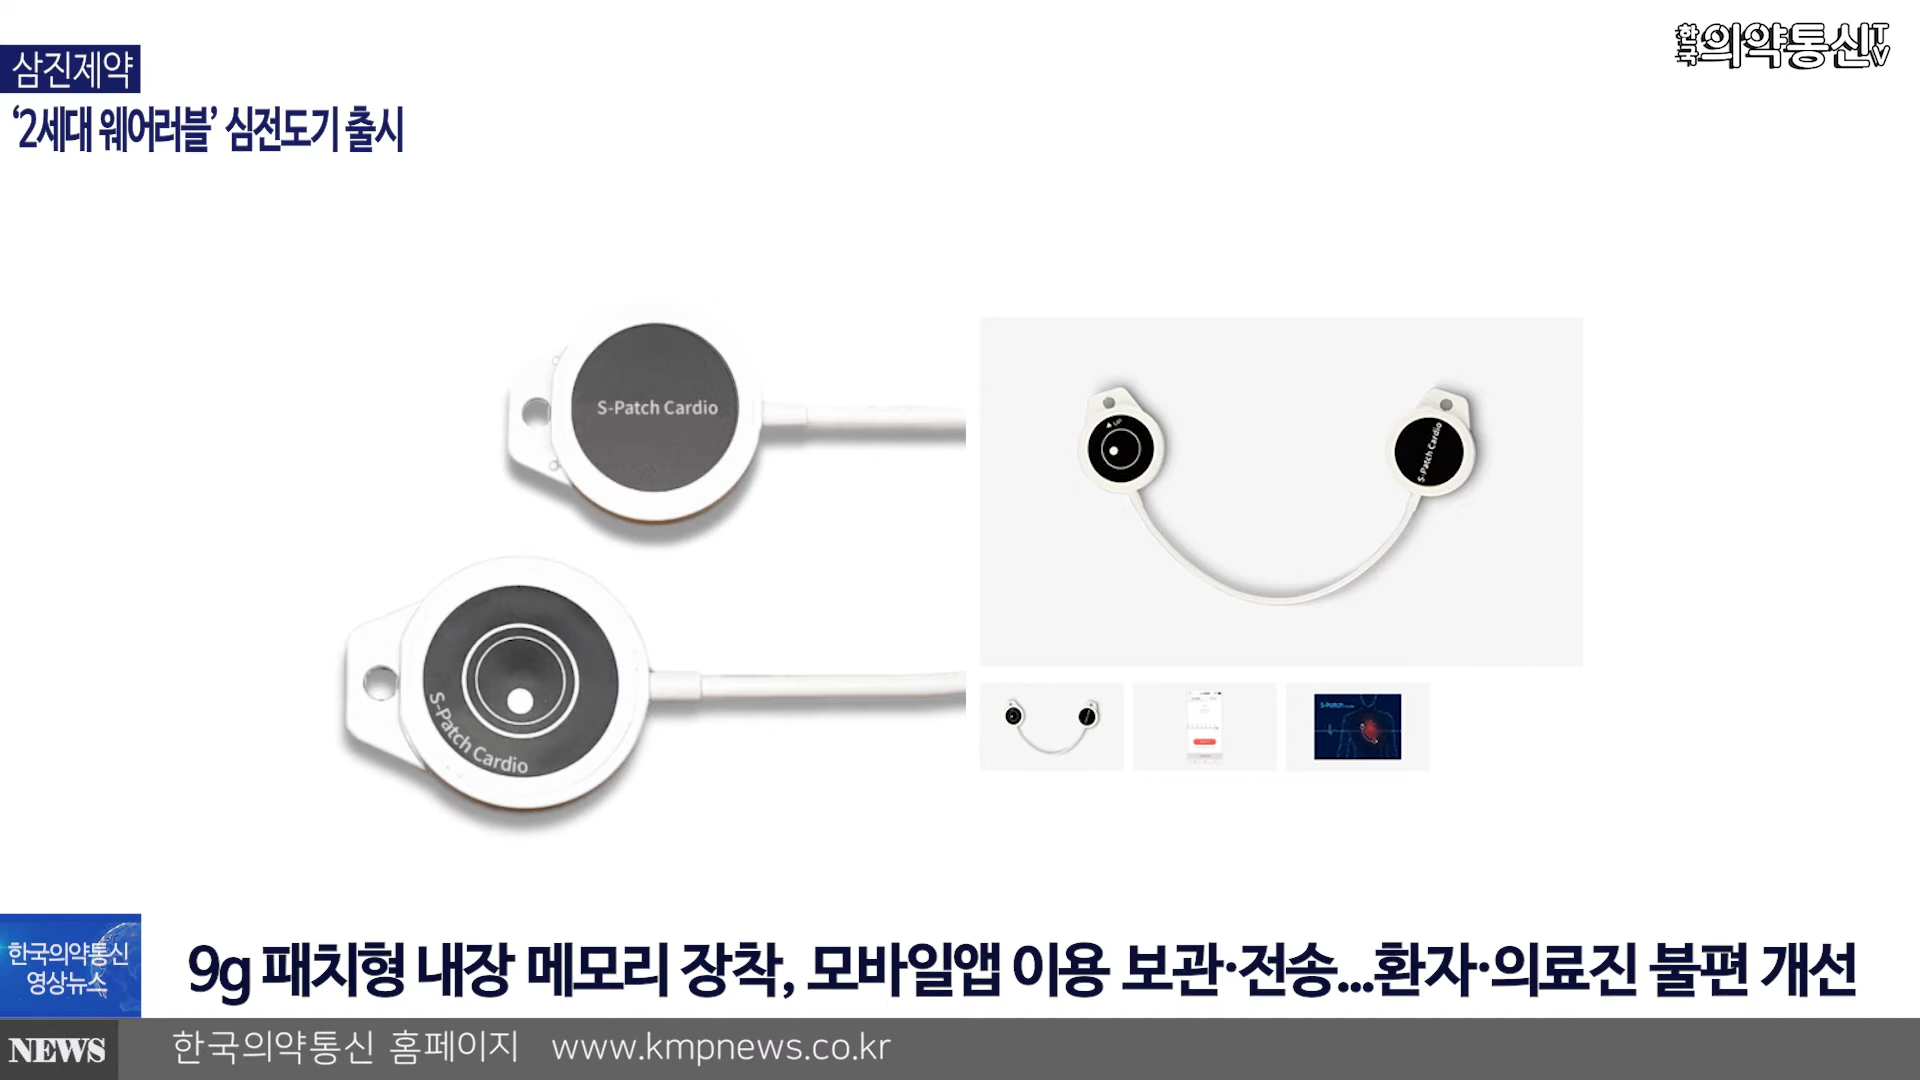 한국의약통신TV
삼진제약
‘2세대 웨어러블’ 심전도기 출시
S-Patch Cardio
S-Patch Cardio
UP
S-Patch Cardio
S-Patch
한국의약통신
영상뉴스
9g 패치형 내장 메모리 장착, 모바일앱 이용 보관·전송...환자·의료진 불편 개선
NEWS
한국의약통신 홈페이지 www.kmpnews.co.kr